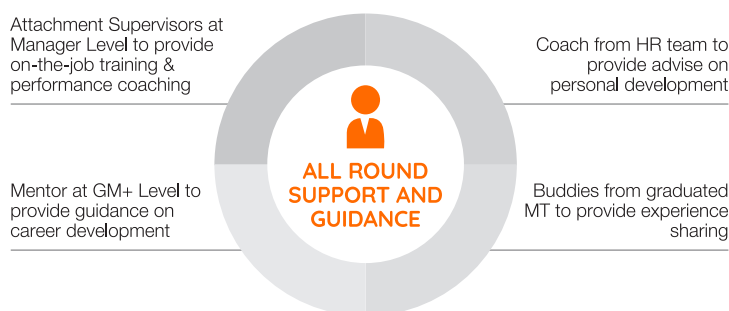 Attachment Supervisors at
Manager Level to provide
on-the-job training &
performance coaching
Coach from HR team to
provide advise on
personal development
ALL ROUND
SUPPORT AND
GUIDANCE
Mentor at GM+ Level to
provide guidance on
career development
Buddies from graduated
MT to provide experience
sharing